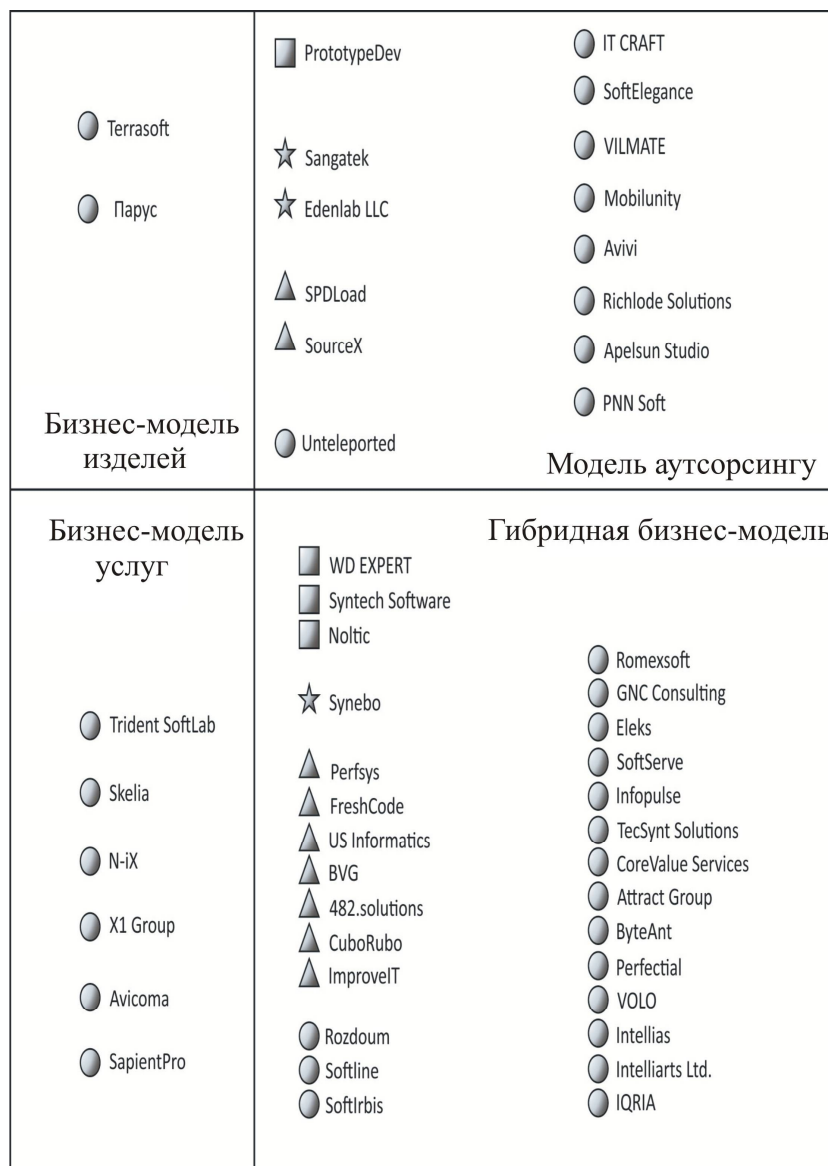 Terrasoft
Парус
Бизнес-модель
изделей
PrototypeDev
Sangatek
Edenlab LLC
SPDLoad
SourceX
Unteleported
IT CRAFT
SoftElegance
VILMATE
Mobilunity
Avivi
Richlode Solutions
Apelsun Studio
PNN Soft
Модель аутсорсингу
Бизнес-модель
услуг
Trident SoftLab
Skelia
N-iX
X1 Group
Avicoma
SapientPro
Гибридная бизнес-модель
WD EXPERT
Syntech Software
Noltic
Synebo
Perfsys
FreshCode
US Informatics
BVG
482.solutions
CuboRubo
ImproveIT
Rozdoum
Softline
SoftIrbis
Romexsoft
GNC Consulting
Eleks
SoftServe
Infopulse
TecSynt Solutions
CoreValue Services
Attract Group
ByteAnt
Perfectial
VOLO
Intellias
Intelliarts Ltd.
IQRIA